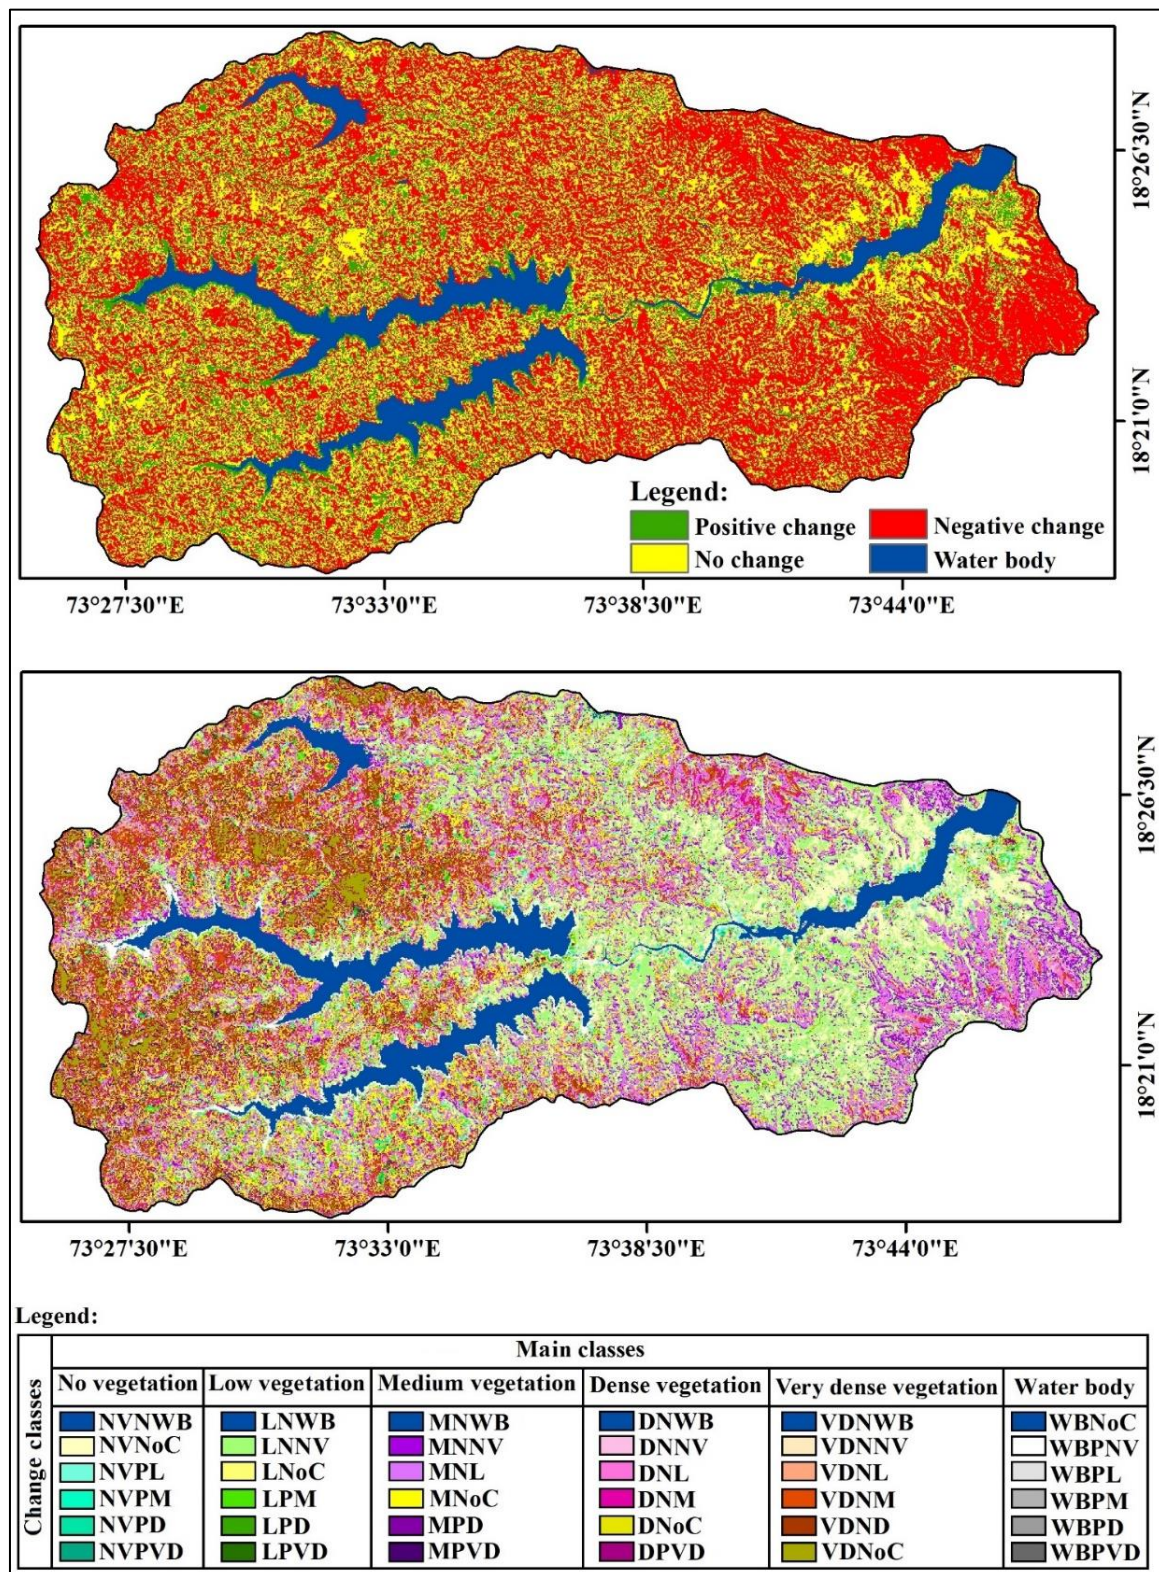 18°26'30"N
18°21'0"N
Legend:
Positive change Negative change
No change Water body
73°27'30"E 73°33'0"E 73°38'30"E 73°44'0"E
18°26'30"N
18°21'0"N
73°27'30"E 73°33'0"E 73°38'30"E 73°44'0"E
Legend:
Change classes
Main classes
No vegetation Low vegetation Medium vegetation Dense vegetation Very dense vegetation Water body
NVNWB LNWB MNWB DNWB VDNWB WBNoC
NVNoC LNNV MNNV DNNV VDNNV WBPNV
NVPL LNoC MNL DNL VDNL WBPL
NVPM LPM MNoC DNM VDNM WBPM
NVPD LPD MPD DNoC VDND WBPD
NVPVD LPVD MPVD DPVD VDNoC WBPVD